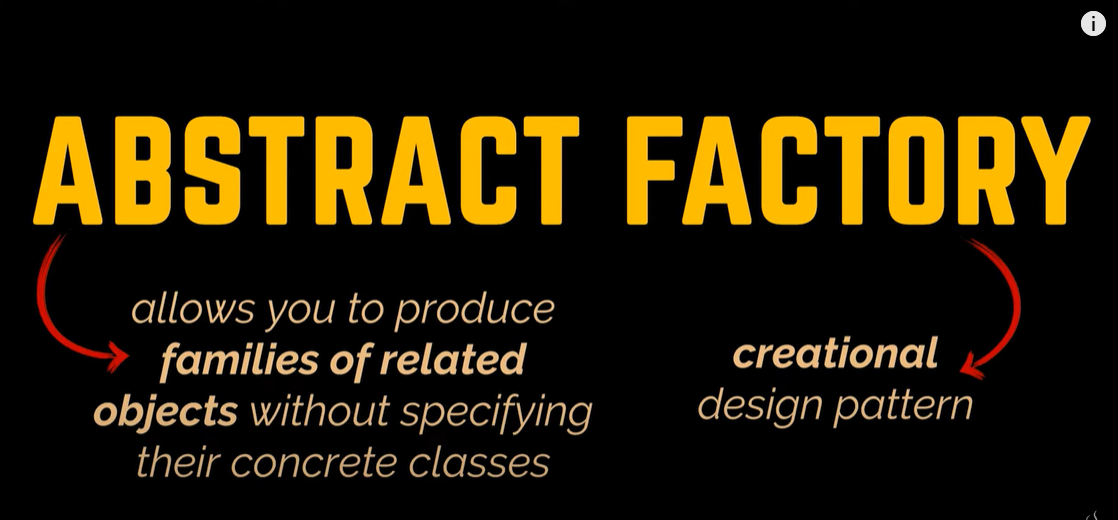 ABSTRACT FACTORY
allows you to produce
families of related
objects without specifying
their concrete classes
creational
design pattern
i